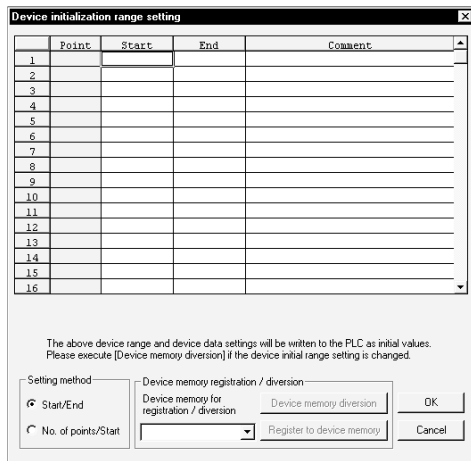 Device initialization range setting
Point Start End Comment
1
2
3
4
5
6
7
8
9
10
11
12
13
14
15
16
The above device range and device data settings will be written to the PLC as initial values.
Please execute [Device memory diversion] if the device initial range setting is changed.
Setting method
Start/End
No. of points/Start
Device memory registration / diversion
Device memory for
registration / diversion
Device memory diversion
Register to device memory
OK
Cancel